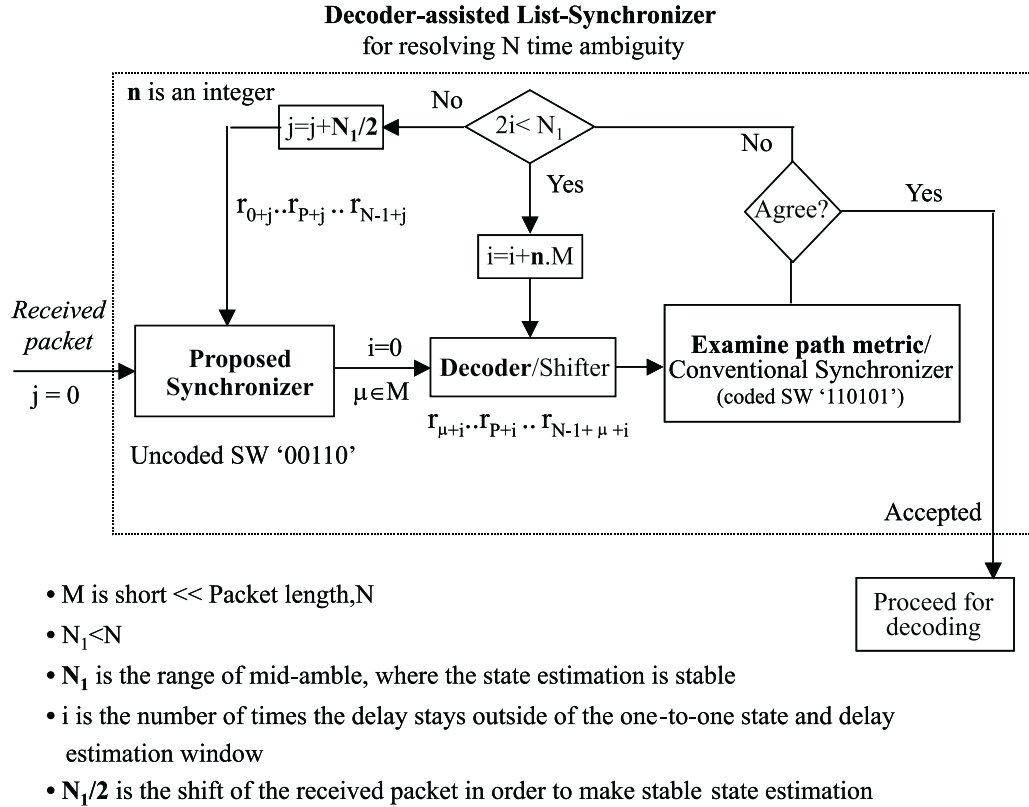 Decoder-assisted List-Synchronizer
for resolving N time ambiguity
n is an integer
No
j=j+N₁/2
2i< N₁
No
Yes
Agree?
Yes
r₀₊ⱼ..r_P+j .. r_N-1+j
i=i+n.M
Received
packet
j = 0
Proposed
Synchronizer
i=0
μ∈M
Decoder/Shifter
Examine path metric/
Conventional Synchronizer
(coded SW ‘110101’)
r_μ+i..r_P+i .. r_N-1+ μ +i
Uncoded SW ‘00110’
Accepted
Proceed for
decoding
• M is short << Packet length,N
• N₁<N
• N₁ is the range of mid-amble, where the state estimation is stable
• i is the number of times the delay stays outside of the one-to-one state and delay
estimation window
• N₁/2 is the shift of the received packet in order to make stable state estimation